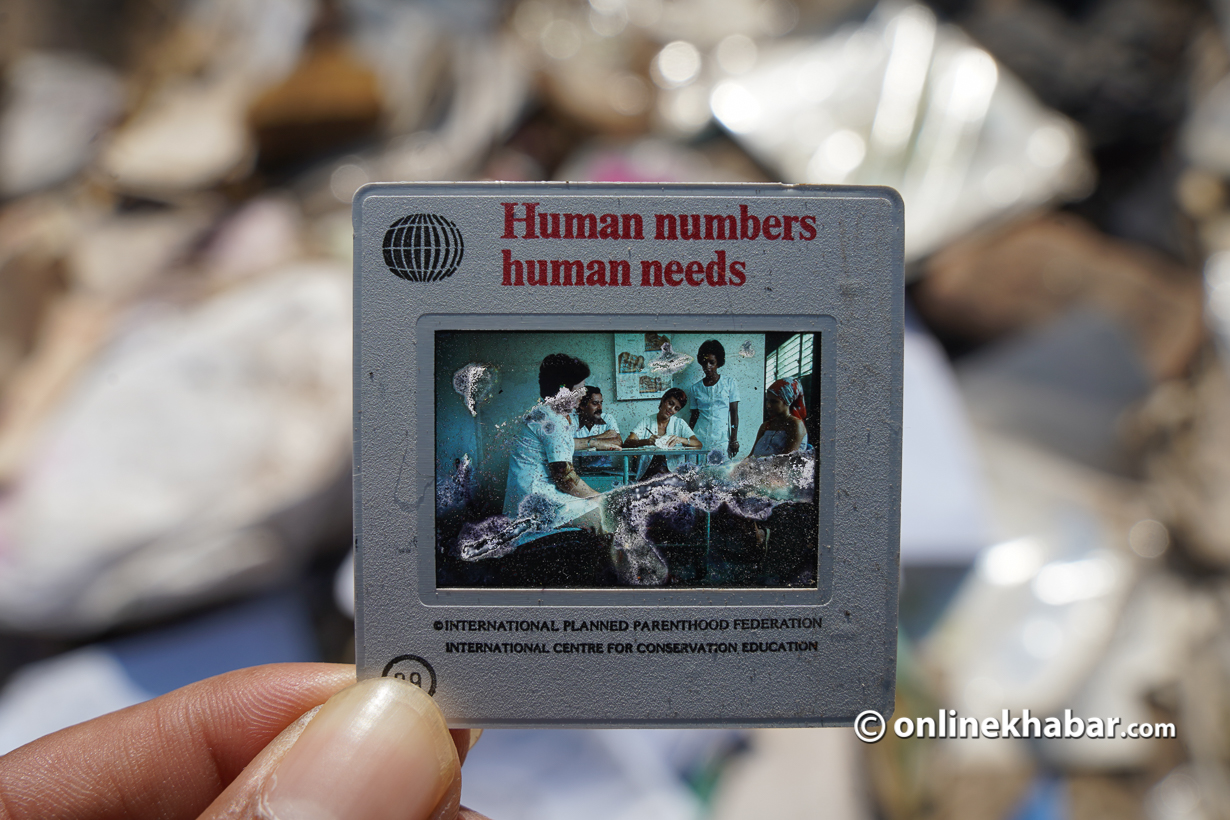 Human numbers
human needs
©INTERNATIONAL PLANNED PARENTHOOD FEDERATION
INTERNATIONAL CENTRE FOR CONSERVATION EDUCATION
© onlinekhabar.com